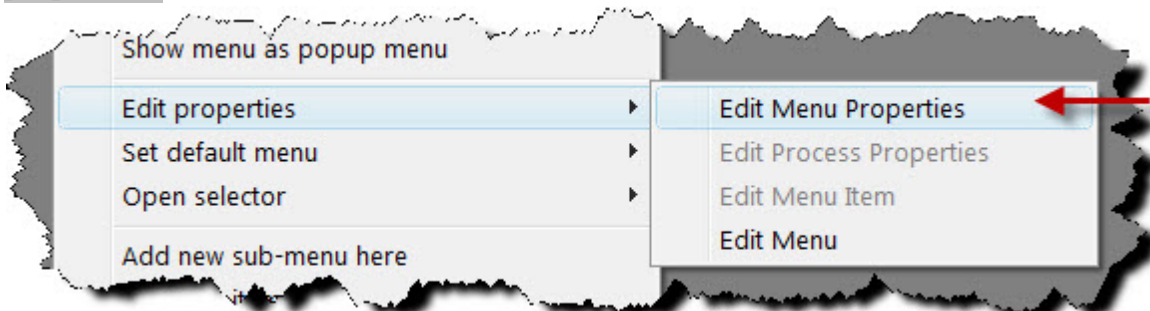 Show menu as popup menu
Edit properties
Set default menu
Open selector
Add new sub-menu here
Edit Menu Properties
Edit Process Properties
Edit Menu Item
Edit Menu